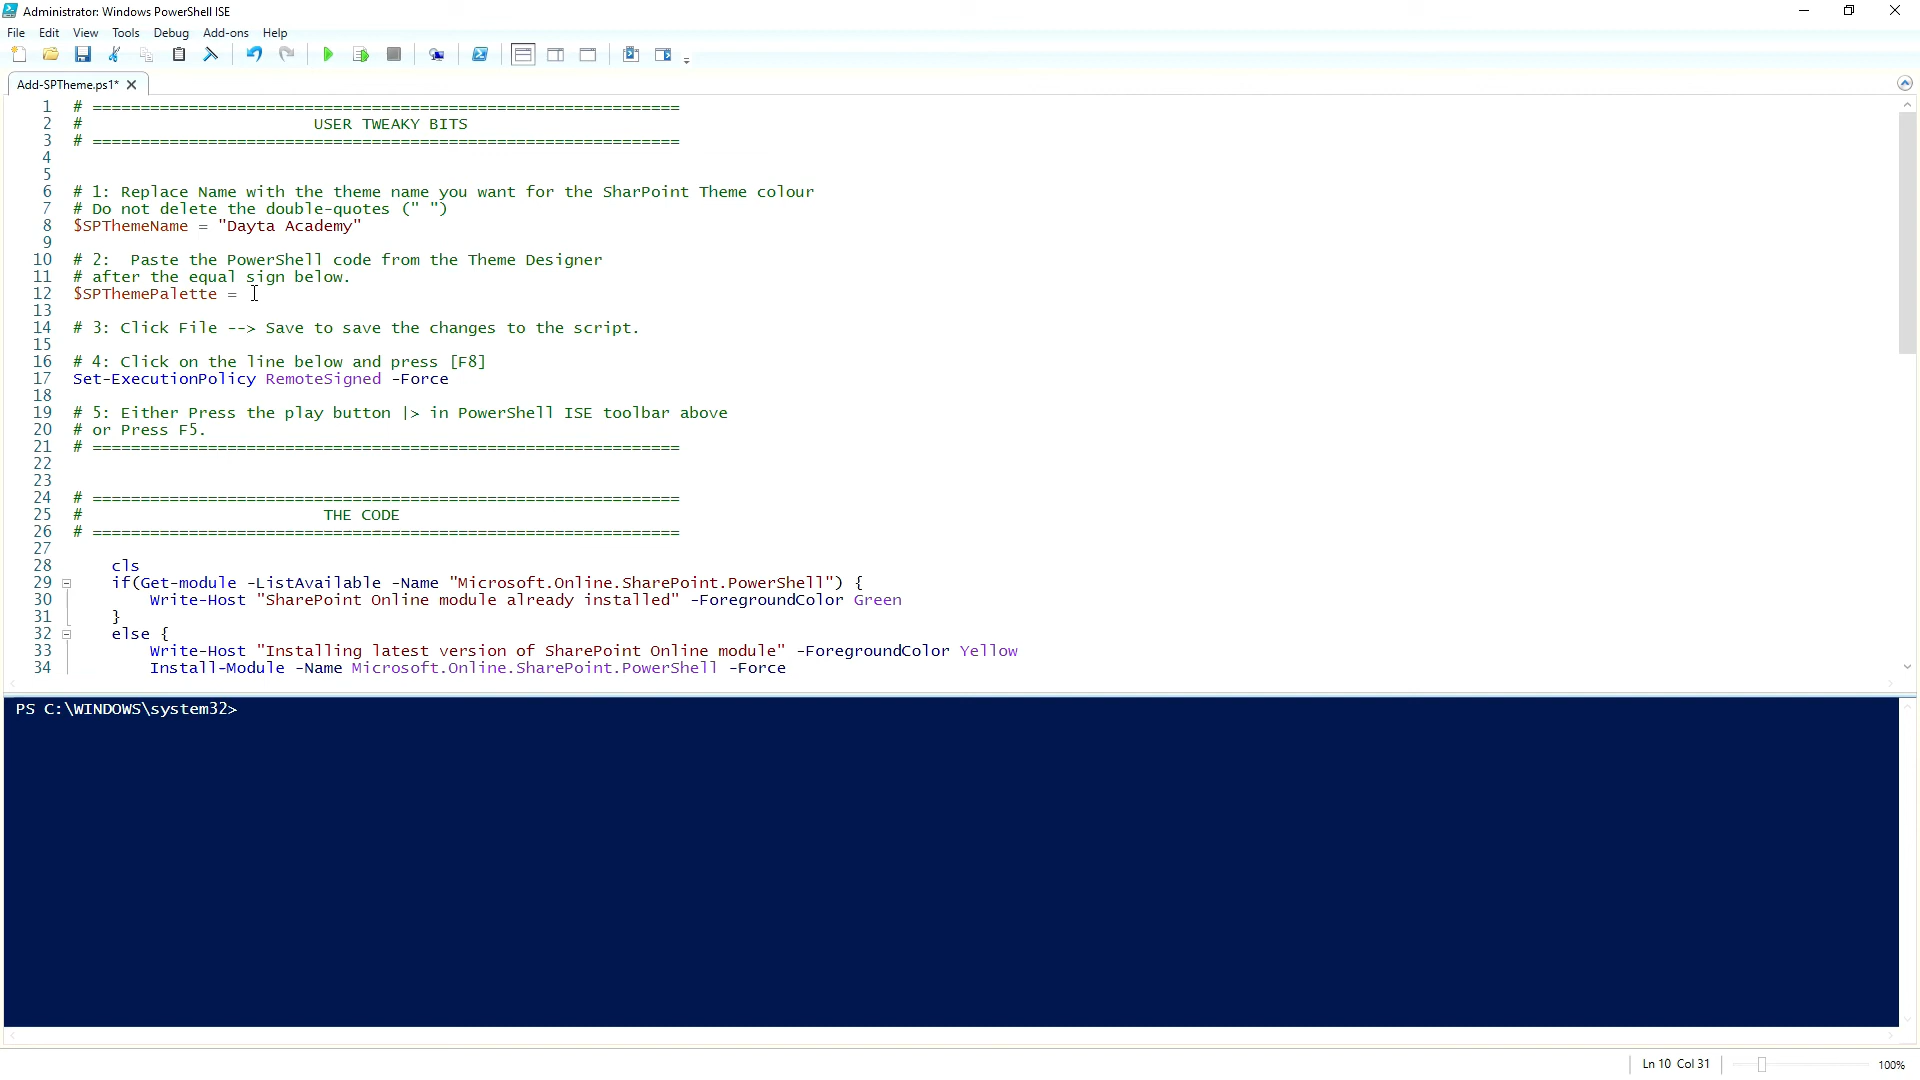 Administrator: Windows PowerShell ISE
File Edit View Tools Debug Add-ons Help
Add-SPTheme.ps1*
1 # =============================================================
2 # USER TWEAKY BITS
3 # =============================================================
4
5
6 # 1: Replace Name with the theme name you want for the SharPoint Theme colour
7 # Do not delete the double-quotes (" ")
8 $SPThemeName = "Dayta Academy"
9
10 # 2: Paste the PowerShell code from the Theme Designer
11 # after the equal sign below.
12 $SPThemePalette =
13
14 # 3: Click File --> Save to save the changes to the script.
15
16 # 4: Click on the line below and press [F8]
17 Set-ExecutionPolicy RemoteSigned -Force
18
19 # 5: Either Press the play button |> in PowerShell ISE toolbar above
20 # or Press F5.
21 # =============================================================
22
23
24 # =============================================================
25 # THE CODE
26 # =============================================================
27
28 cls
29 if(Get-module -ListAvailable -Name "Microsoft.Online.SharePoint.PowerShell") {
30 Write-Host "SharePoint Online module already installed" -ForegroundColor Green
31 }
32 else {
33 Write-Host "Installing latest version of SharePoint Online module" -ForegroundColor Yellow
34 Install-Module -Name Microsoft.Online.SharePoint.PowerShell -Force
PS C:\WINDOWS\system32>
Ln 10 Col 31 100%